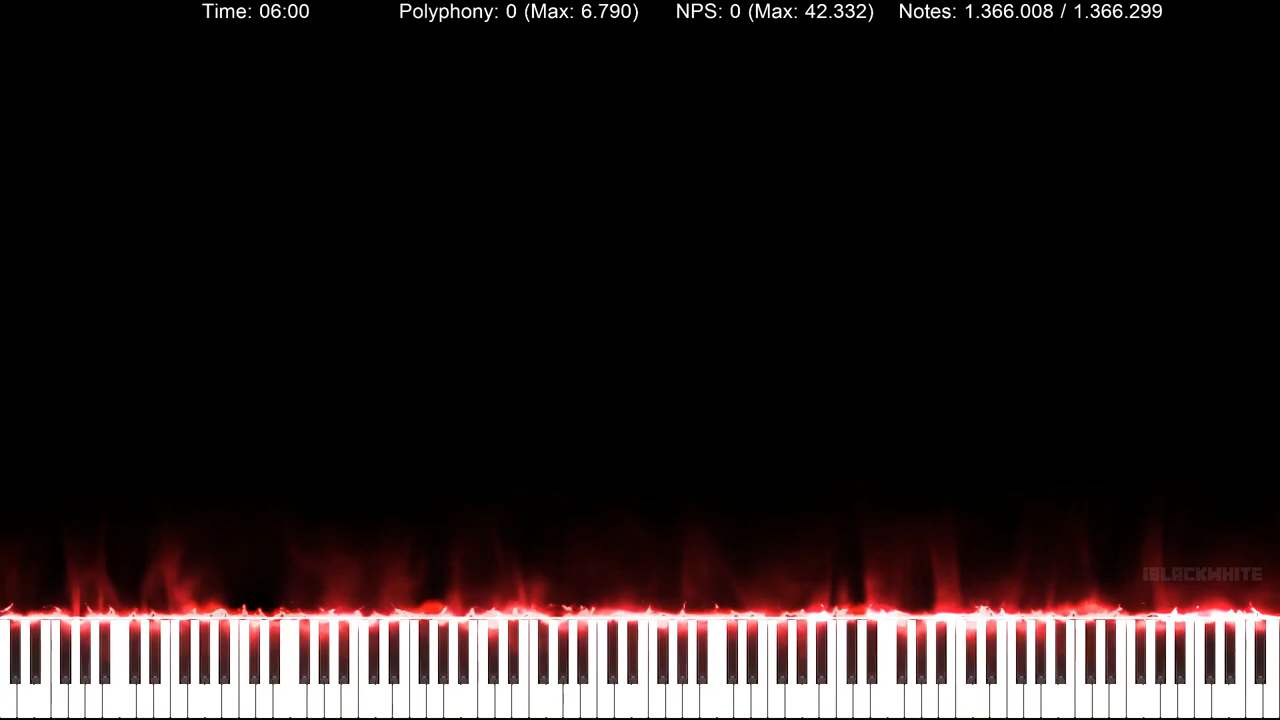 Time: 06:00 Polyphony: 0 (Max: 6.790) NPS: 0 (Max: 42.332) Notes: 1.366.008 / 1.366.299
IBLACKWHITE